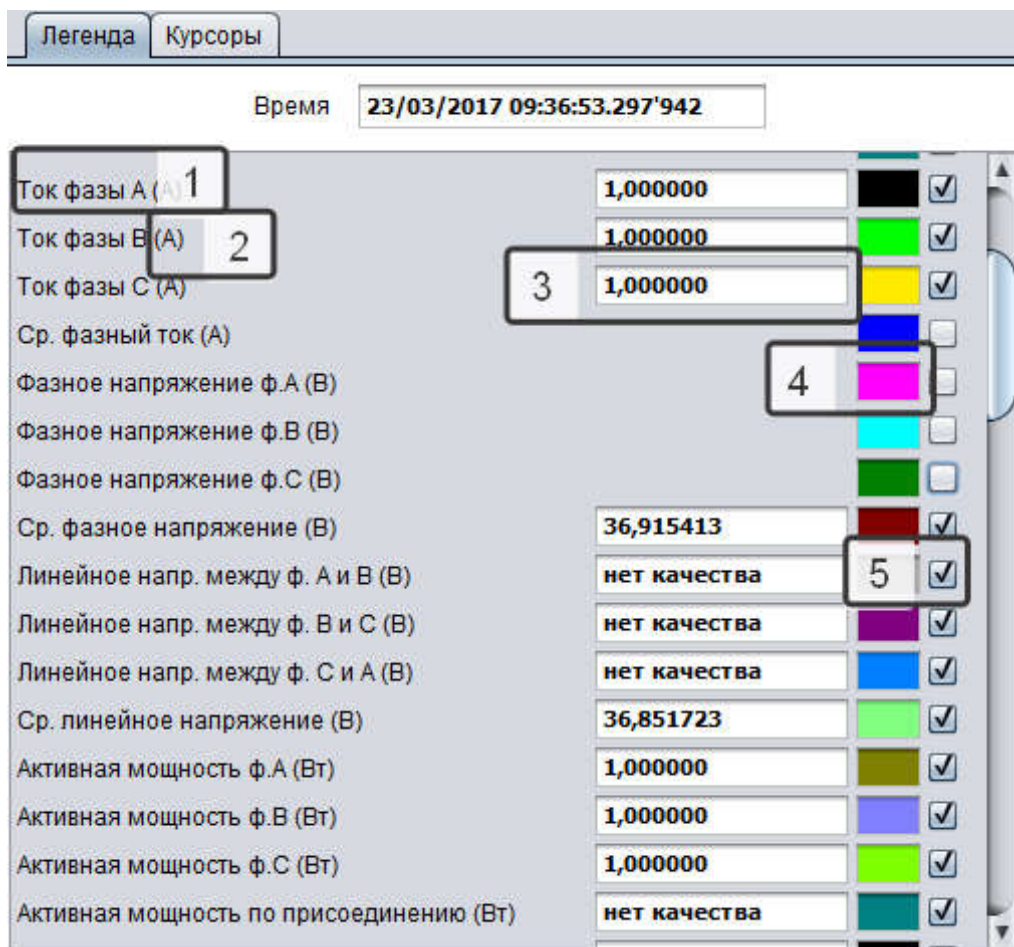 Легенда Курсоры
Время 23/03/2017 09:36:53.297'942
Ток фазы А (А) 1 1,000000
Ток фазы В (А) 2 1,000000
Ток фазы С (А) 3 1,000000
Ср. фазный ток (А)
Фазное напряжение ф.А (В) 4
Фазное напряжение ф.В (В)
Фазное напряжение ф.С (В)
Ср. фазное напряжение (В) 36,915413
Линейное напр. между ф. А и В (В) нет качества 5
Линейное напр. между ф. В и С (В) нет качества
Линейное напр. между ф. С и А (В) нет качества
Ср. линейное напряжение (В) 36,851723
Активная мощность ф.А (Вт) 1,000000
Активная мощность ф.В (Вт) 1,000000
Активная мощность ф.С (Вт) 1,000000
Активная мощность по присоединению (Вт) нет качества